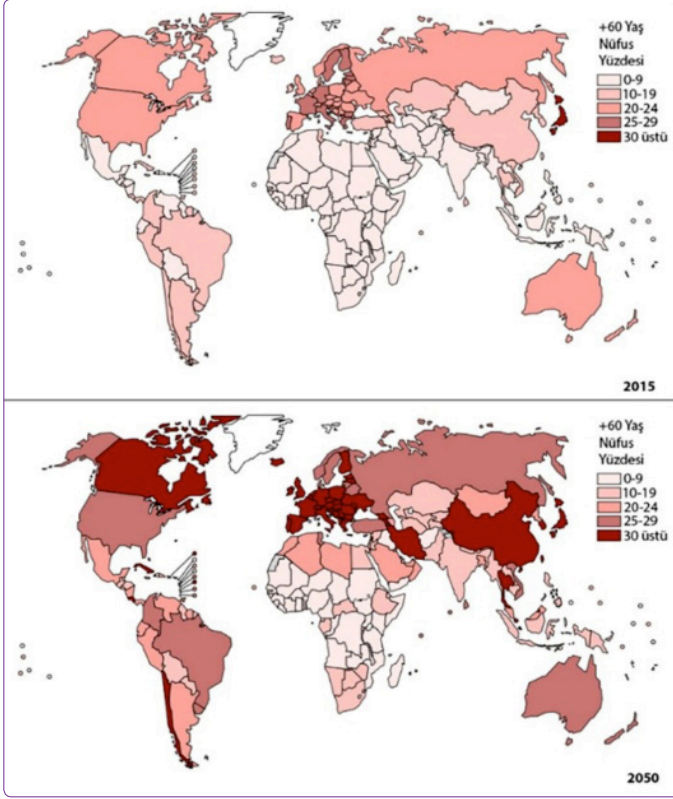 +60 Yaş
Nüfus
Yüzdesi
0-9
10-19
20-24
25-29
30 üstü
2015
+60 Yaş
Nüfus
Yüzdesi
0-9
10-19
20-24
25-29
30 üstü
2050